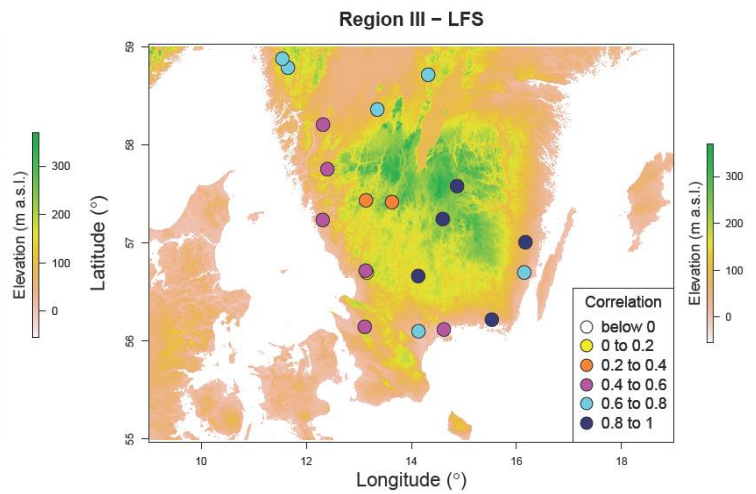 Region III − LFS
Elevation (m a.s.l.)
300
200
100
0
Latitude (°)
59
58
57
56
55
10
12
14
16
18
Longitude (°)
Correlation
below 0
0 to 0.2
0.2 to 0.4
0.4 to 0.6
0.6 to 0.8
0.8 to 1
Elevation (m a.s.l.)
300
200
100
0